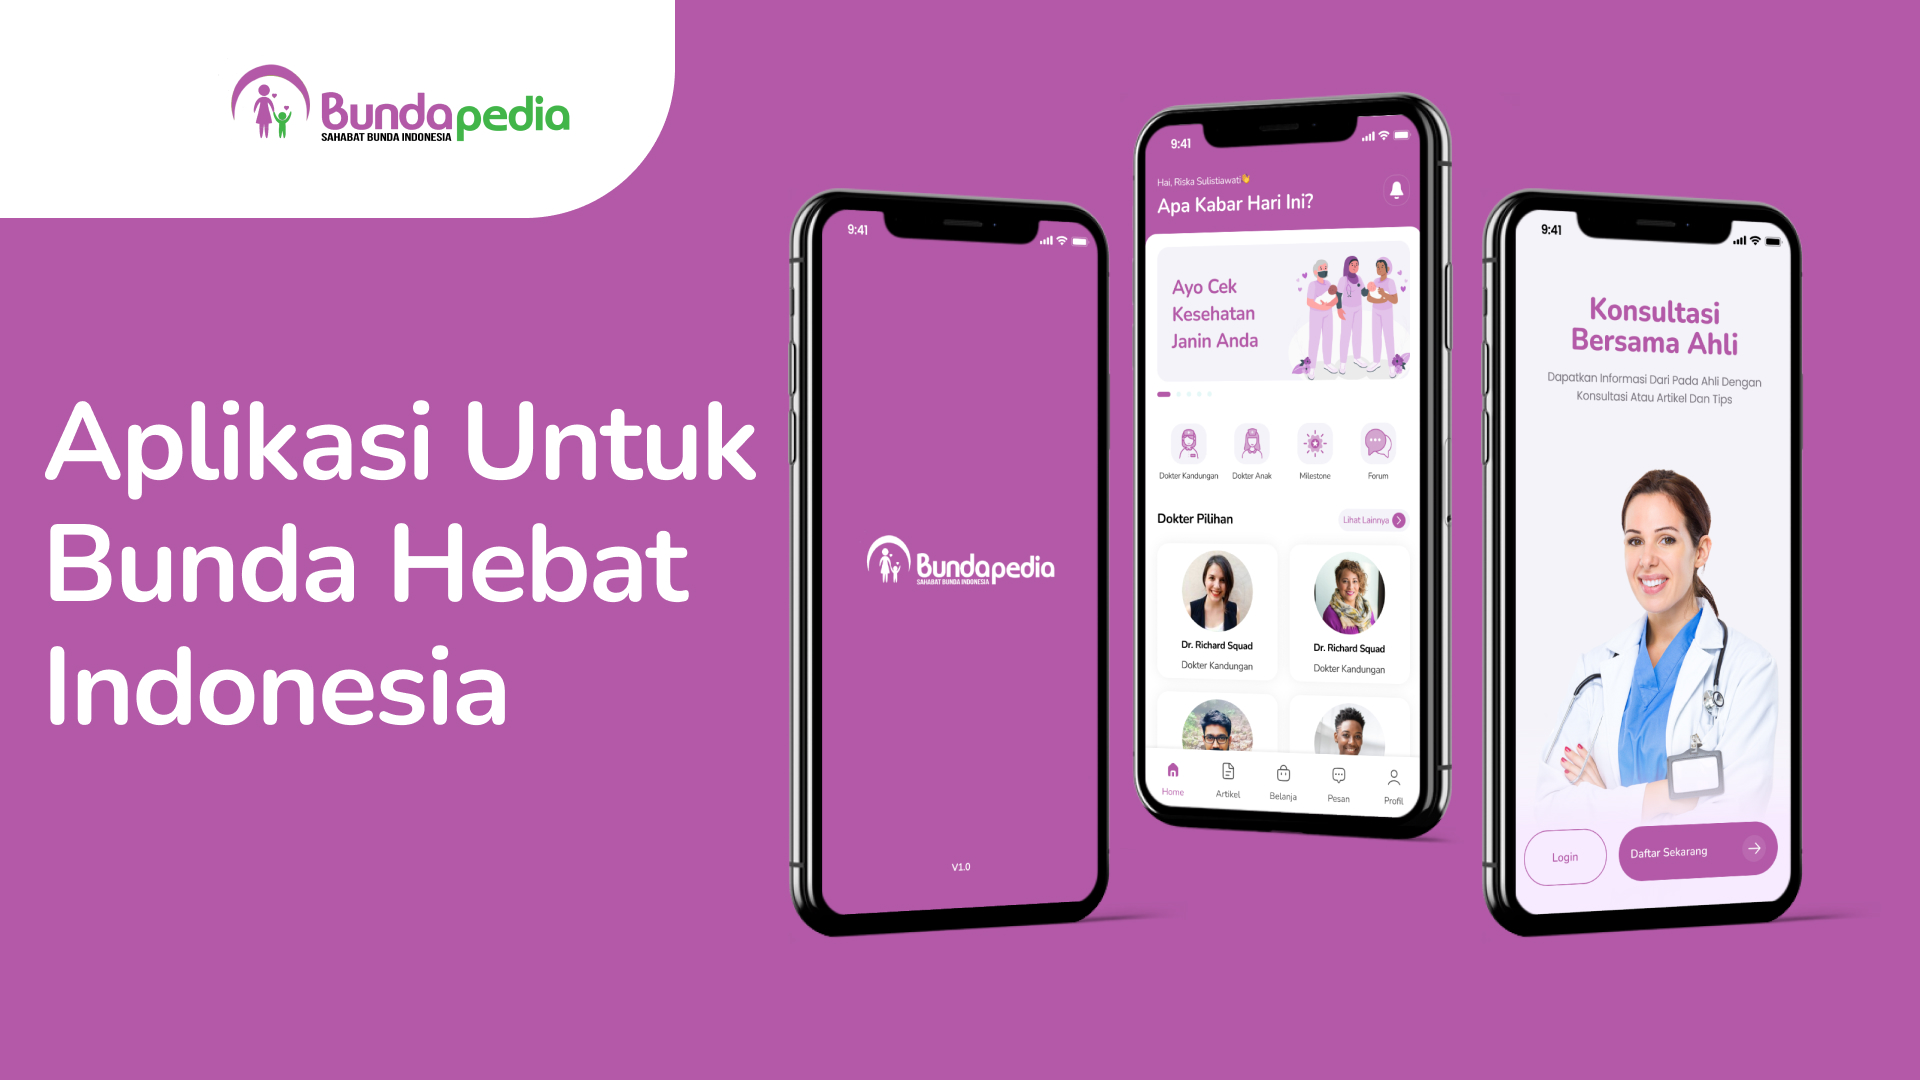 Bundapedia
SAHABAT BUNDA INDONESIA
Aplikasi Untuk
Bunda Hebat
Indonesia
9:41
Bundapedia
SAHABAT BUNDA INDONESIA
V1.0
9:41
Hai, Riska Sulistiawati👋
Apa Kabar Hari Ini?
Ayo Cek
Kesehatan
Janin Anda
Dokter Kandungan Dokter Anak Milestone Forum
Dokter Pilihan Lihat Lainnya
Dr. Richard Squad Dr. Richard Squad
Dokter Kandungan Dokter Kandungan
Home Artikel Belanja Pesan Profil
9:41
Konsultasi
Bersama Ahli
Dapatkan Informasi Dari Pada Ahli Dengan
Konsultasi Atau Artikel Dan Tips
Login Daftar Sekarang